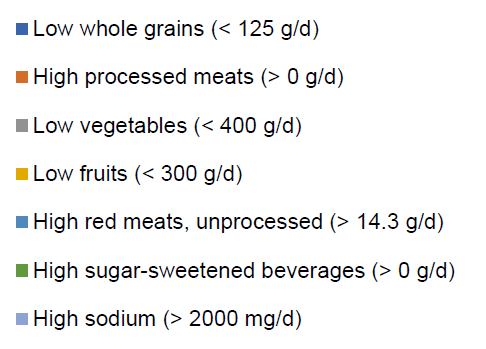 Low whole grains (< 125 g/d)
High processed meats (> 0 g/d)
Low vegetables (< 400 g/d)
Low fruits (< 300 g/d)
High red meats, unprocessed (> 14.3 g/d)
High sugar-sweetened beverages (> 0 g/d)
High sodium (> 2000 mg/d)